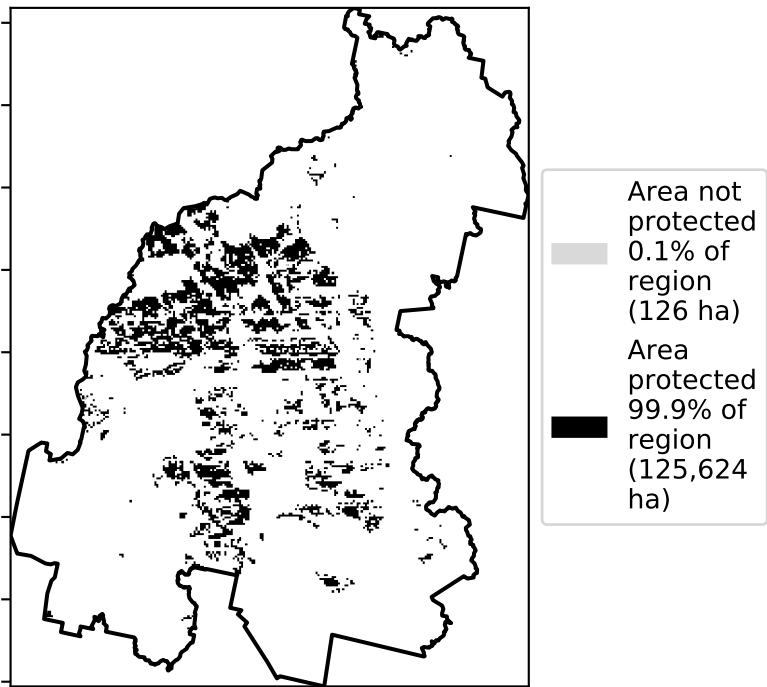 Area not
protected
0.1% of
region
(126 ha)
Area
protected
99.9% of
region
(125,624
ha)